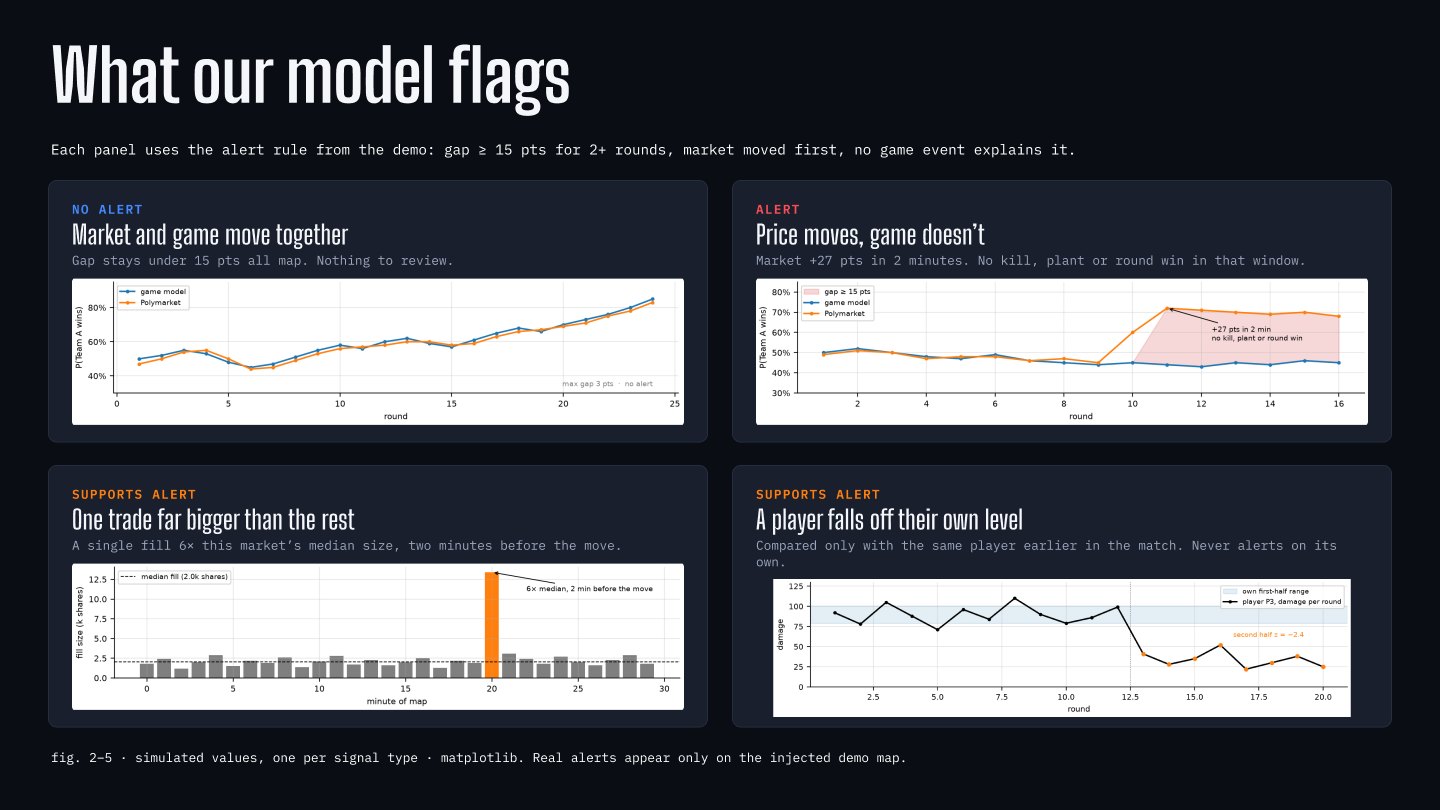 What our model flags
Each panel uses the alert rule from the demo: gap ≥ 15 pts for 2+ rounds, market moved first, no game event explains it.
NO ALERT
Market and game move together
Gap stays under 15 pts all map. Nothing to review.
game model
Polymarket
80%
60%
40%
P(Team A wins)
max gap 3 pts · no alert
0 5 10 15 20 25
round
ALERT
Price moves, game doesn’t
Market +27 pts in 2 minutes. No kill, plant or round win in that window.
gap ≥ 15 pts
game model
Polymarket
80%
70%
60%
50%
40%
30%
P(Team A wins)
+27 pts in 2 min
no kill, plant or round win
2 4 6 8 10 12 14 16
round
SUPPORTS ALERT
One trade far bigger than the rest
A single fill 6× this market’s median size, two minutes before the move.
median fill (2.0k shares)
12.5
10.0
7.5
5.0
2.5
0.0
fill size (k shares)
6× median, 2 min before the move
0 5 10 15 20 25 30
minute of map
SUPPORTS ALERT
A player falls off their own level
Compared only with the same player earlier in the match. Never alerts on its
own.
125
100
75
50
25
0
damage
own first-half range
player P3, damage per round
second half z = −2.4
2.5 5.0 7.5 10.0 12.5 15.0 17.5 20.0
round
fig. 2–5 · simulated values, one per signal type · matplotlib. Real alerts appear only on the injected demo map.